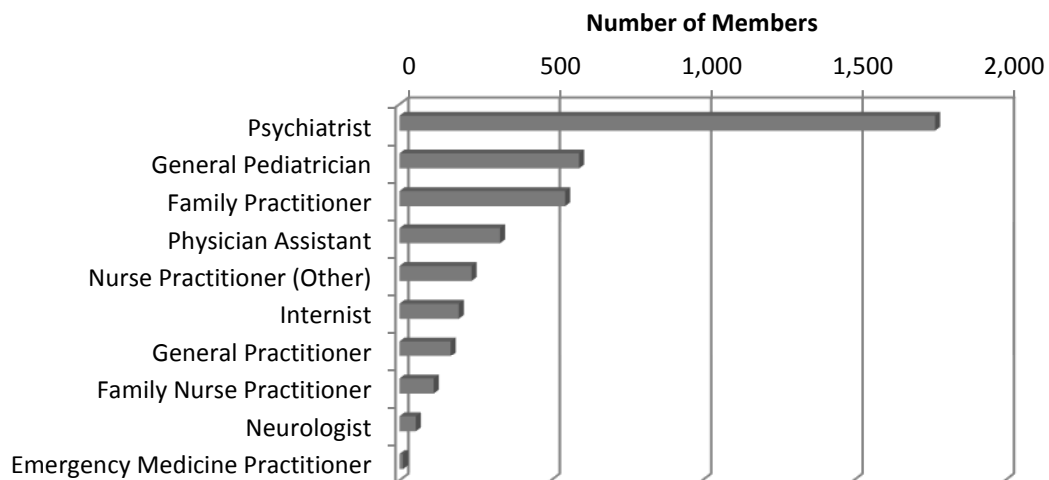 Number of Members
0 500 1,000 1,500 2,000
Psychiatrist
General Pediatrician
Family Practitioner
Physician Assistant
Nurse Practitioner (Other)
Internist
General Practitioner
Family Nurse Practitioner
Neurologist
Emergency Medicine Practitioner